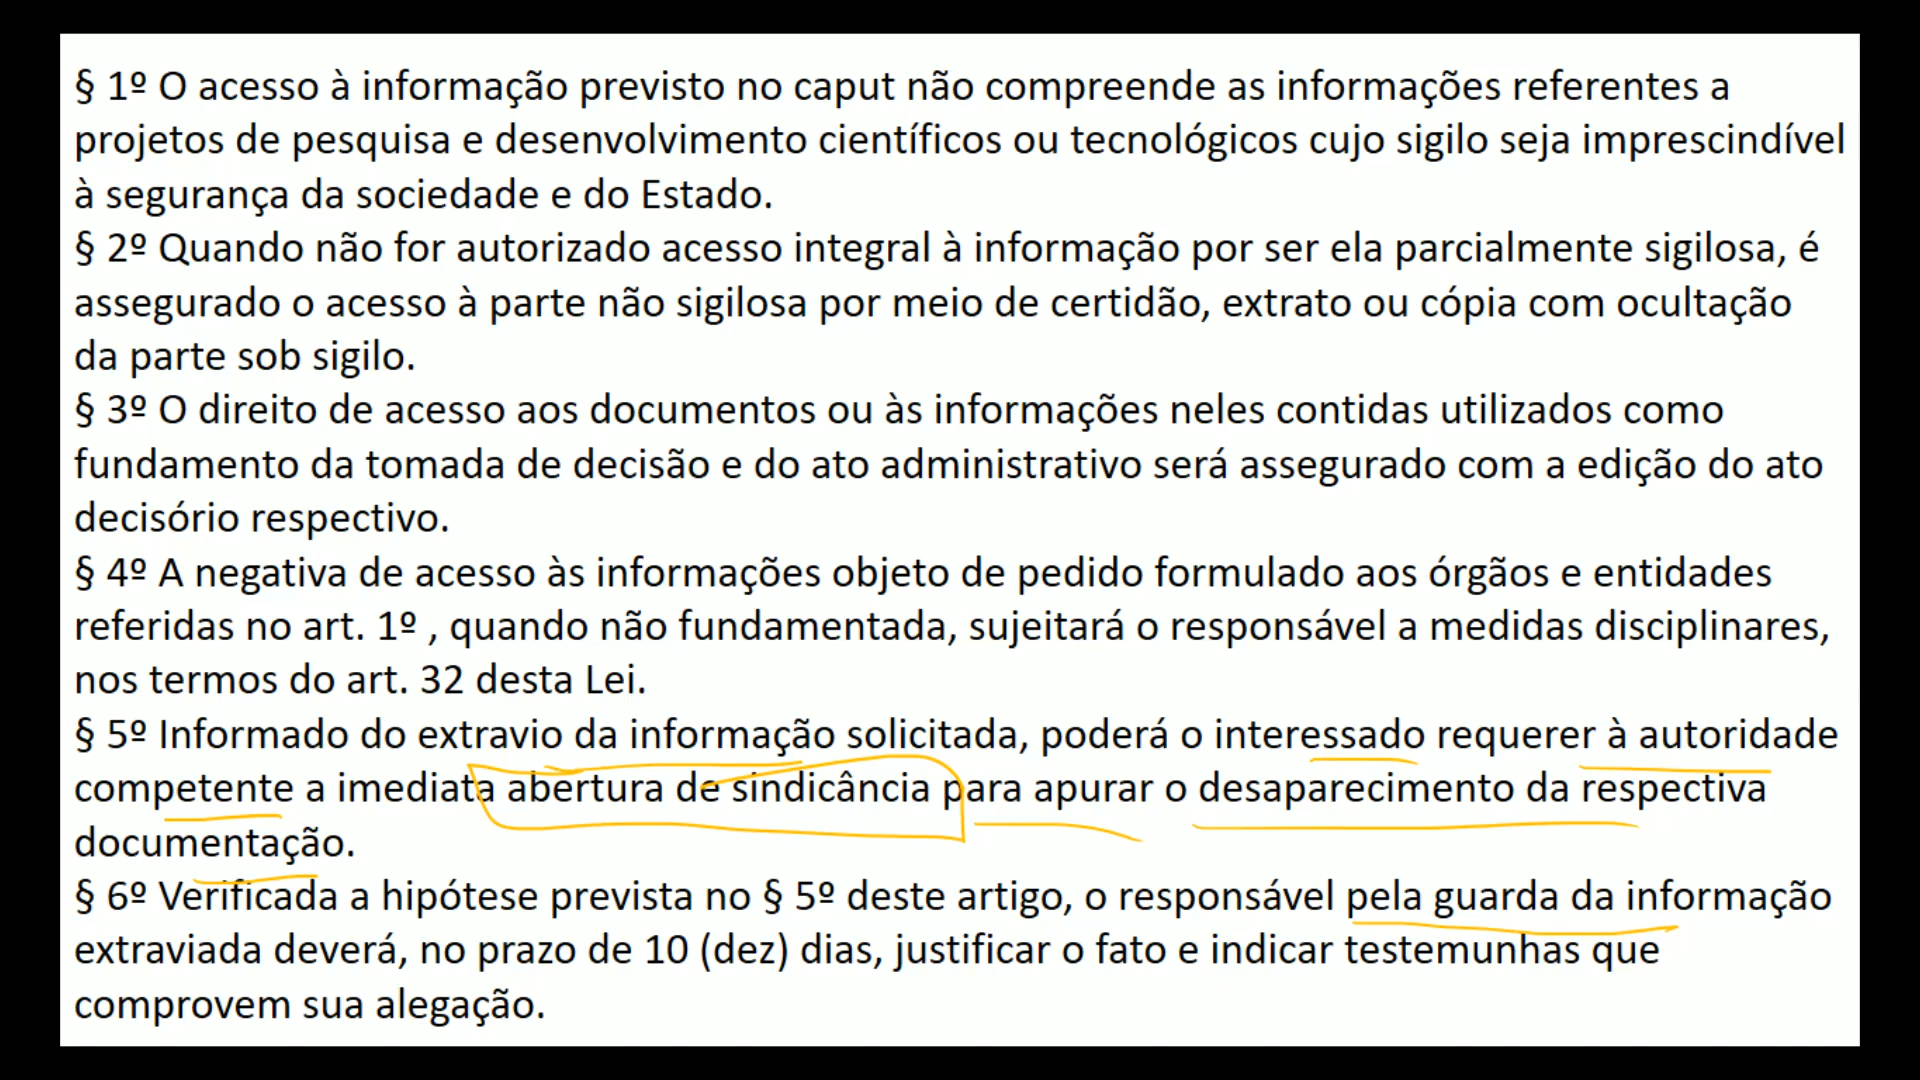 § 1º O acesso à informação previsto no caput não compreende as informações referentes a
projetos de pesquisa e desenvolvimento científicos ou tecnológicos cujo sigilo seja imprescindível
à segurança da sociedade e do Estado.
§ 2º Quando não for autorizado acesso integral à informação por ser ela parcialmente sigilosa, é
assegurado o acesso à parte não sigilosa por meio de certidão, extrato ou cópia com ocultação
da parte sob sigilo.
§ 3º O direito de acesso aos documentos ou às informações neles contidas utilizados como
fundamento da tomada de decisão e do ato administrativo será assegurado com a edição do ato
decisório respectivo.
§ 4º A negativa de acesso às informações objeto de pedido formulado aos órgãos e entidades
referidas no art. 1º , quando não fundamentada, sujeitará o responsável a medidas disciplinares,
nos termos do art. 32 desta Lei.
§ 5º Informado do extravio da informação solicitada, poderá o interessado requerer à autoridade
competente a imediata abertura de sindicância para apurar o desaparecimento da respectiva
documentação.
§ 6º Verificada a hipótese prevista no § 5º deste artigo, o responsável pela guarda da informação
extraviada deverá, no prazo de 10 (dez) dias, justificar o fato e indicar testemunhas que
comprovem sua alegação.